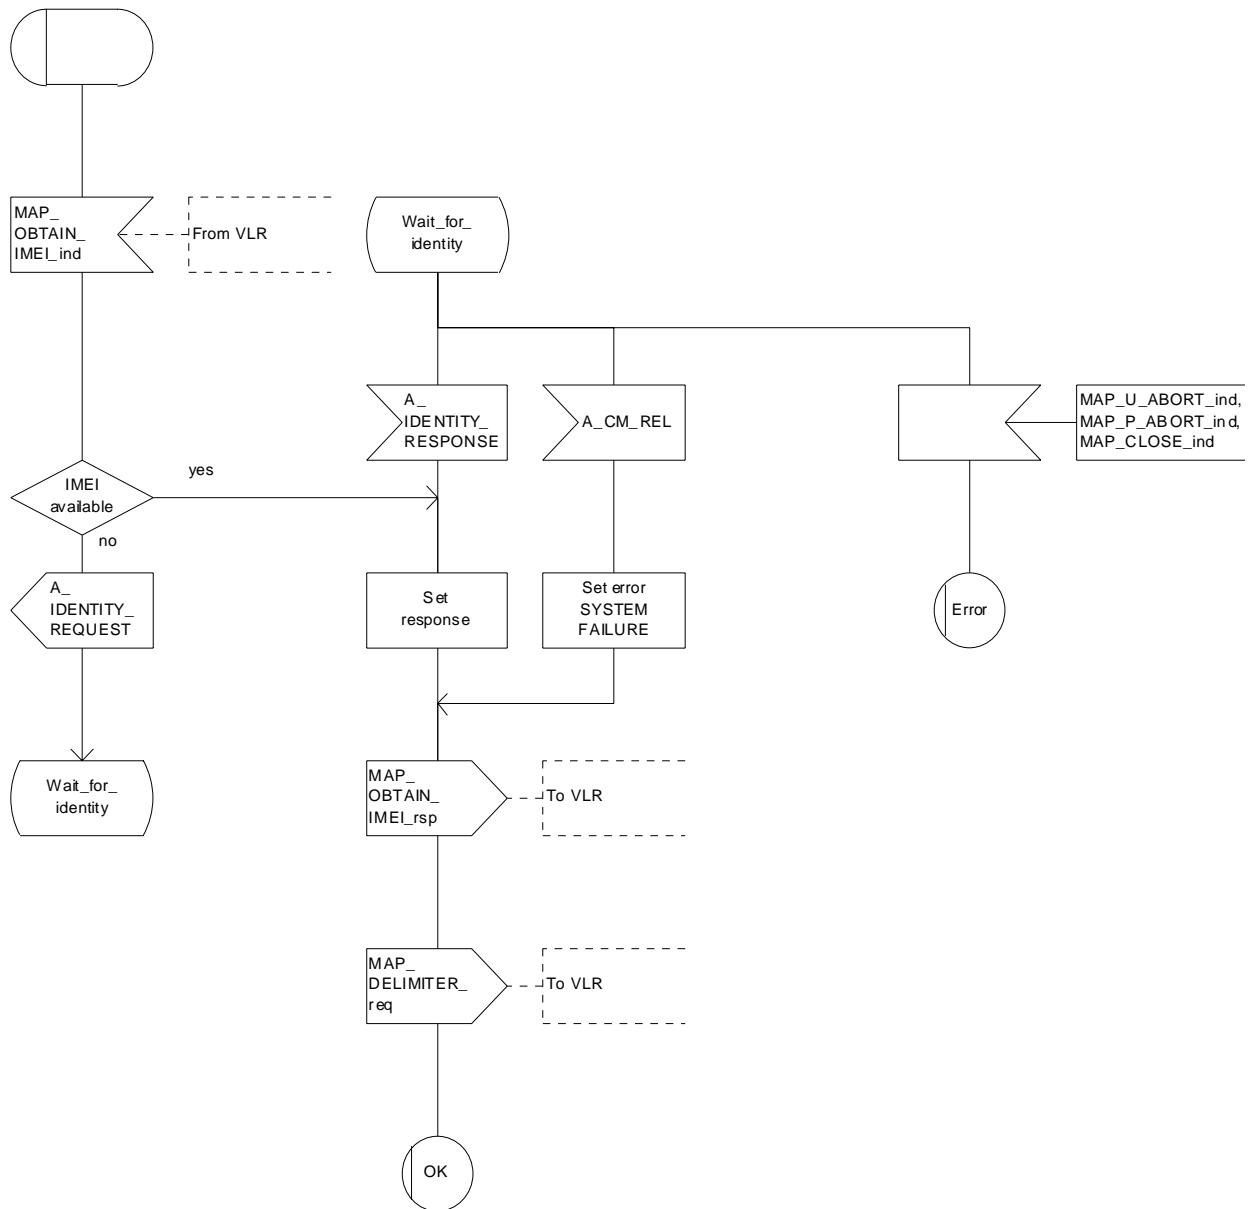 MAP_
OBTAIN_
IMEI_ind
From VLR
Wait_for_
identity
A_
IDENTITY_
RESPONSE
A_CM_REL
MAP_U_ABORT_ind,
MAP_P_ABORT_ind,
MAP_CLOSE_ind
IMEI
available
yes
no
A_
IDENTITY_
REQUEST
Set
response
Set error
SYSTEM
FAILURE
Error
Wait_for_
identity
MAP_
OBTAIN_
IMEI_rsp
To VLR
MAP_
DELIMITER_
req
To VLR
OK